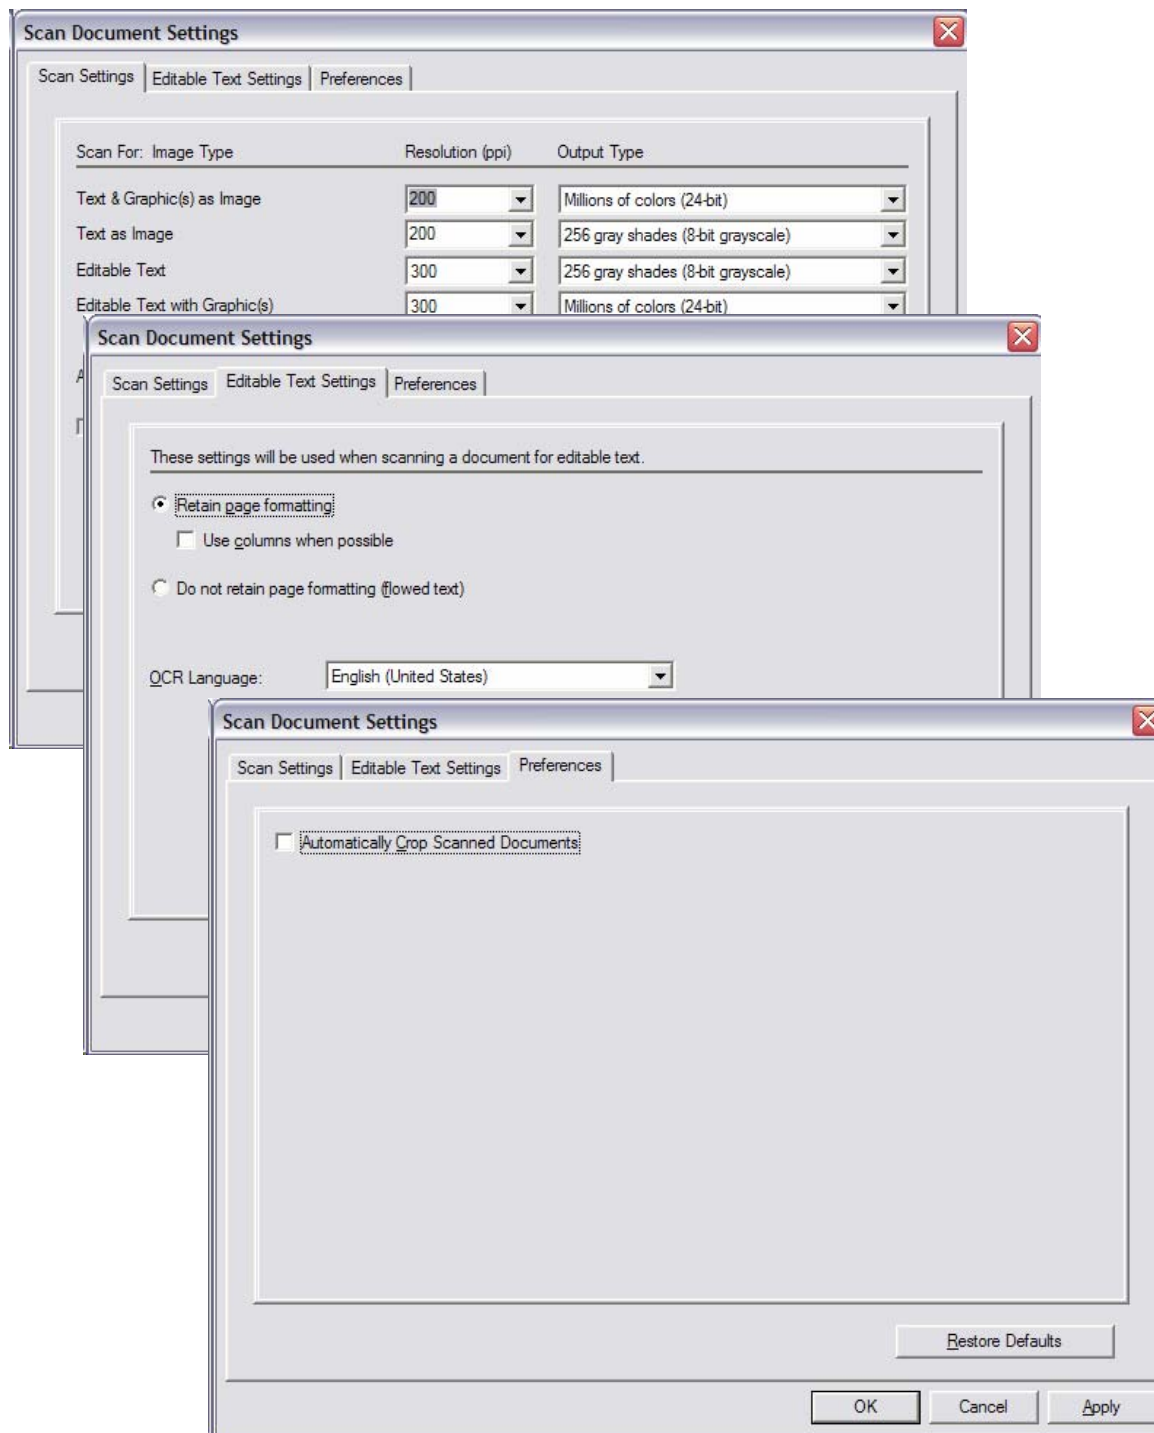 Scan Document Settings
Scan Settings Editable Text Settings Preferences
Scan For: Image Type Resolution (ppi) Output Type
Text & Graphic(s) as Image 200 Millions of colors (24-bit)
Text as Image 200 256 gray shades (8-bit grayscale)
Editable Text 300 256 gray shades (8-bit grayscale)
Editable Text with Graphic(s) 300 Millions of colors (24-bit)
Scan Document Settings
Scan Settings Editable Text Settings Preferences
These settings will be used when scanning a document for editable text.
Retain page formatting
Use columns when possible
Do not retain page formatting (flowed text)
OCR Language: English (United States)
Scan Document Settings
Scan Settings Editable Text Settings Preferences
Automatically Crop Scanned Documents
Restore Defaults
OK Cancel Apply